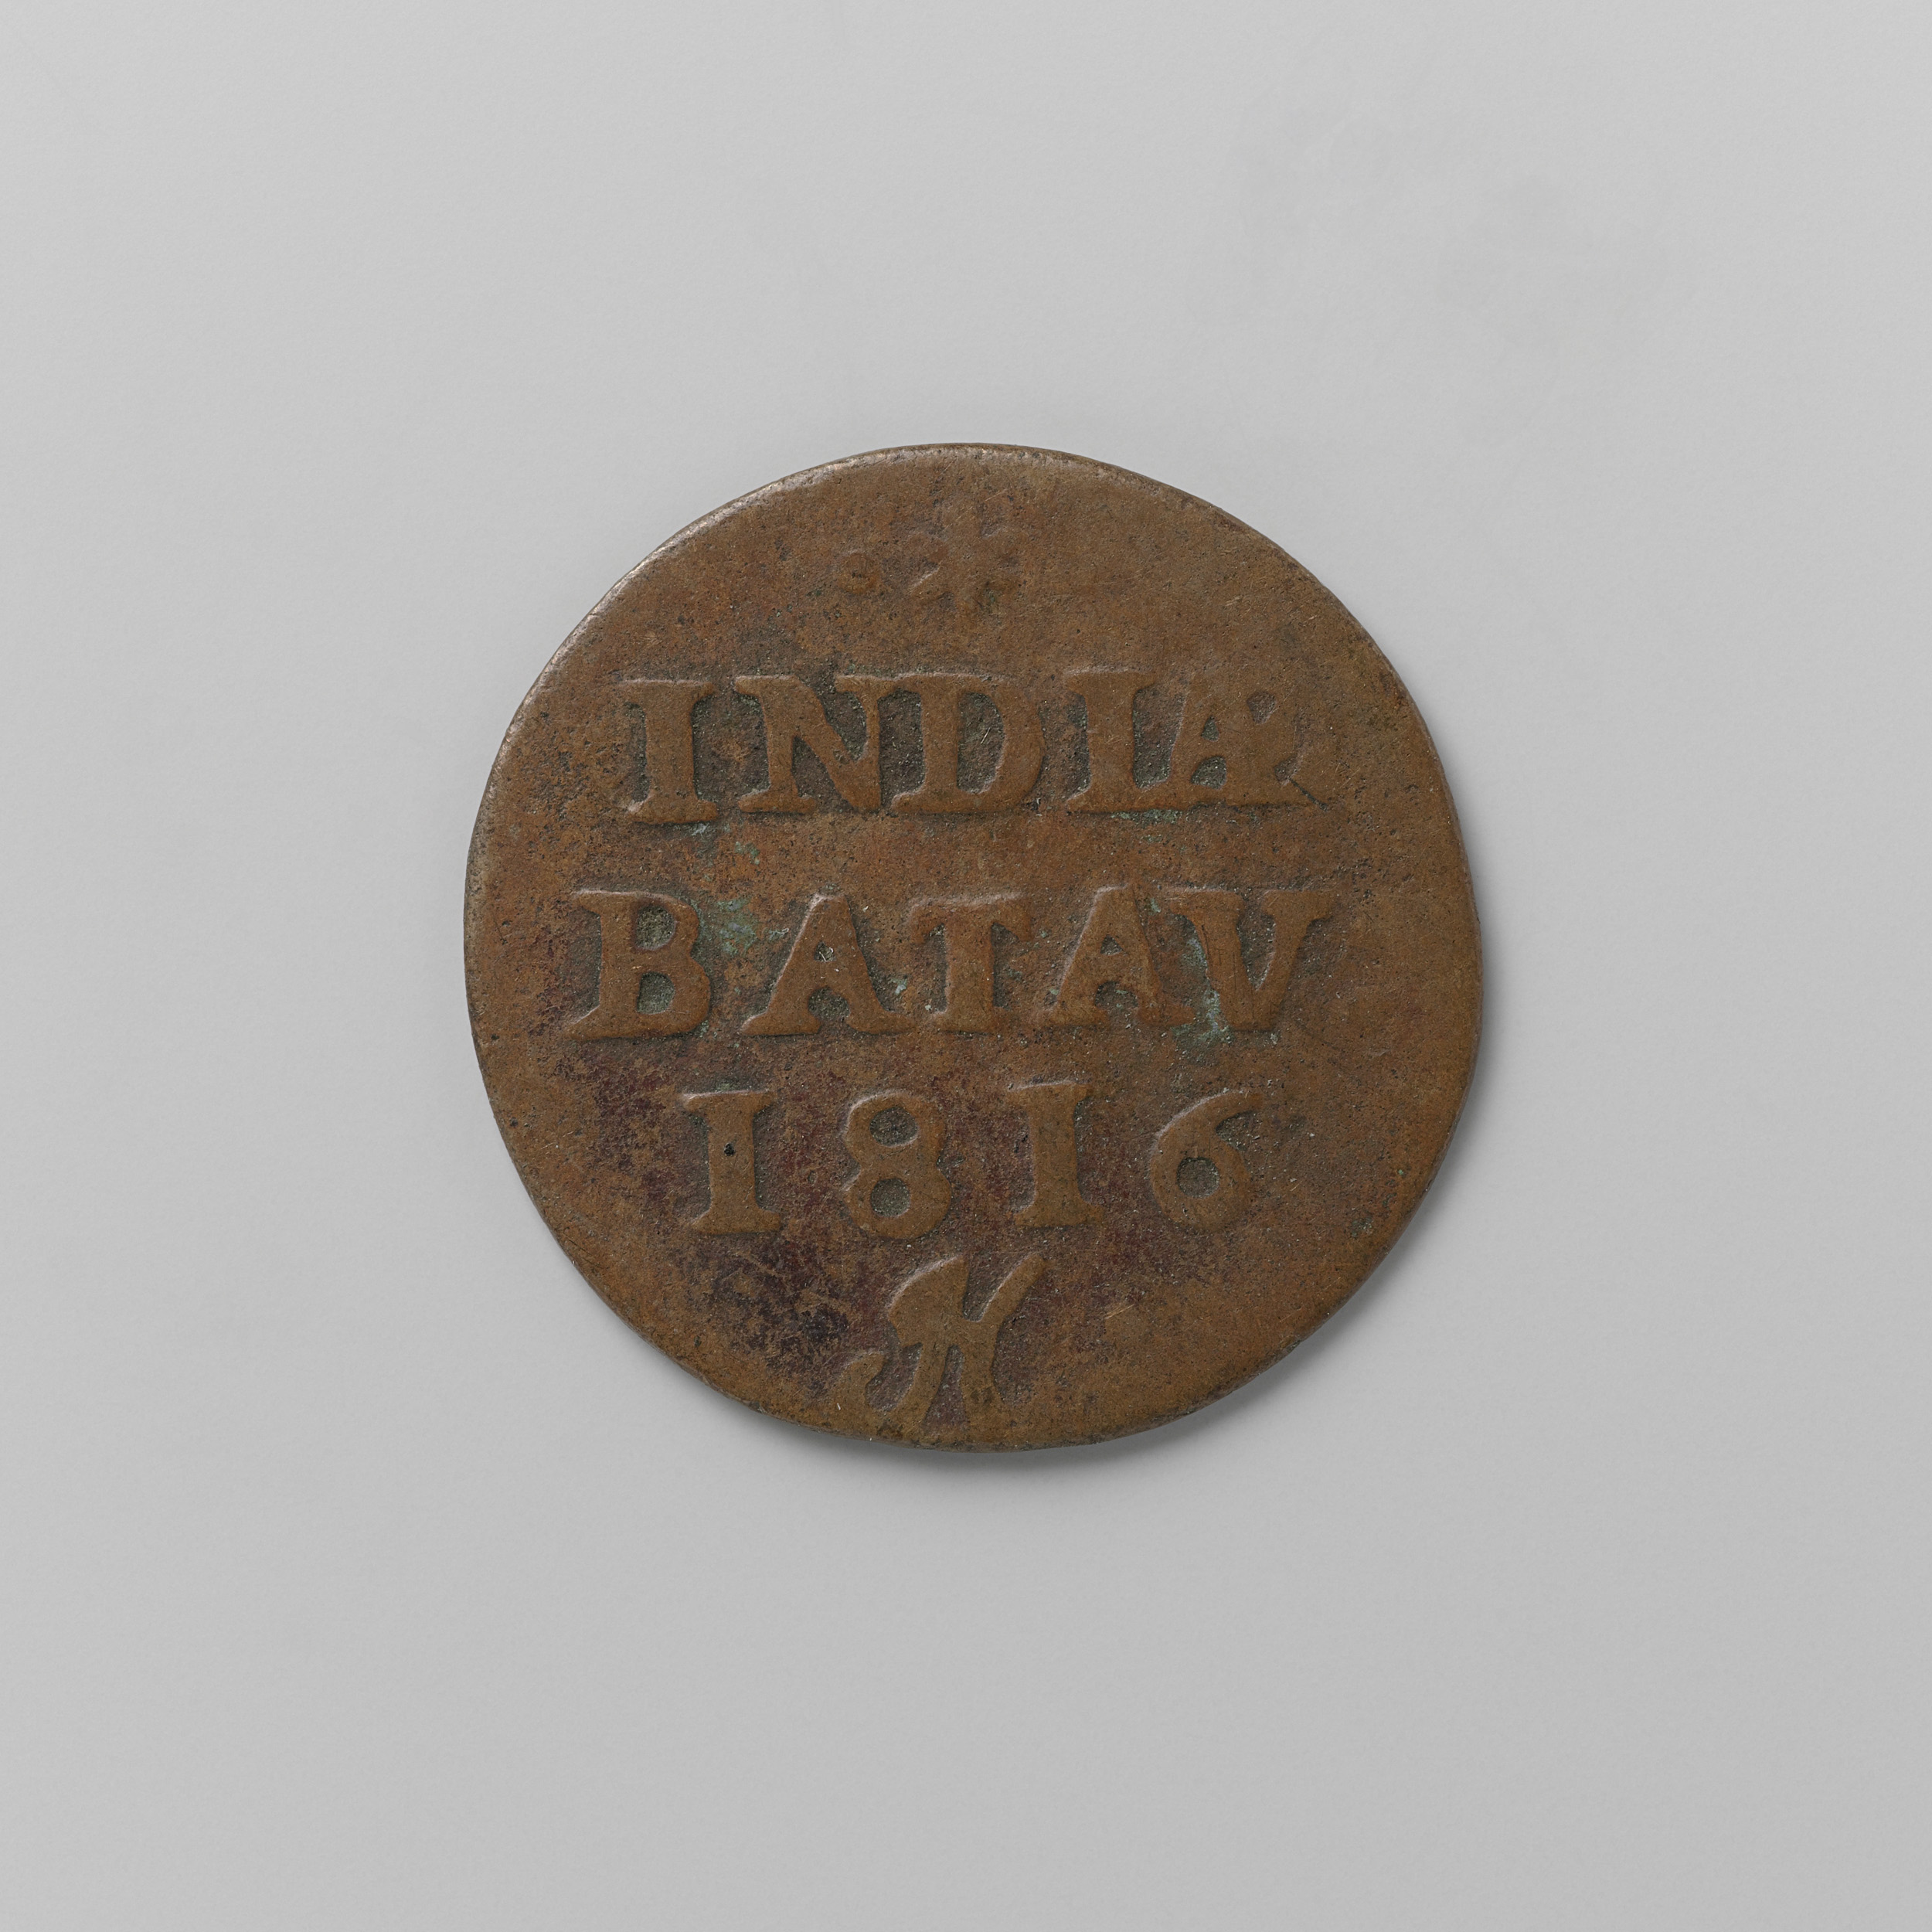 INDIÆ
BATAV
1816
H